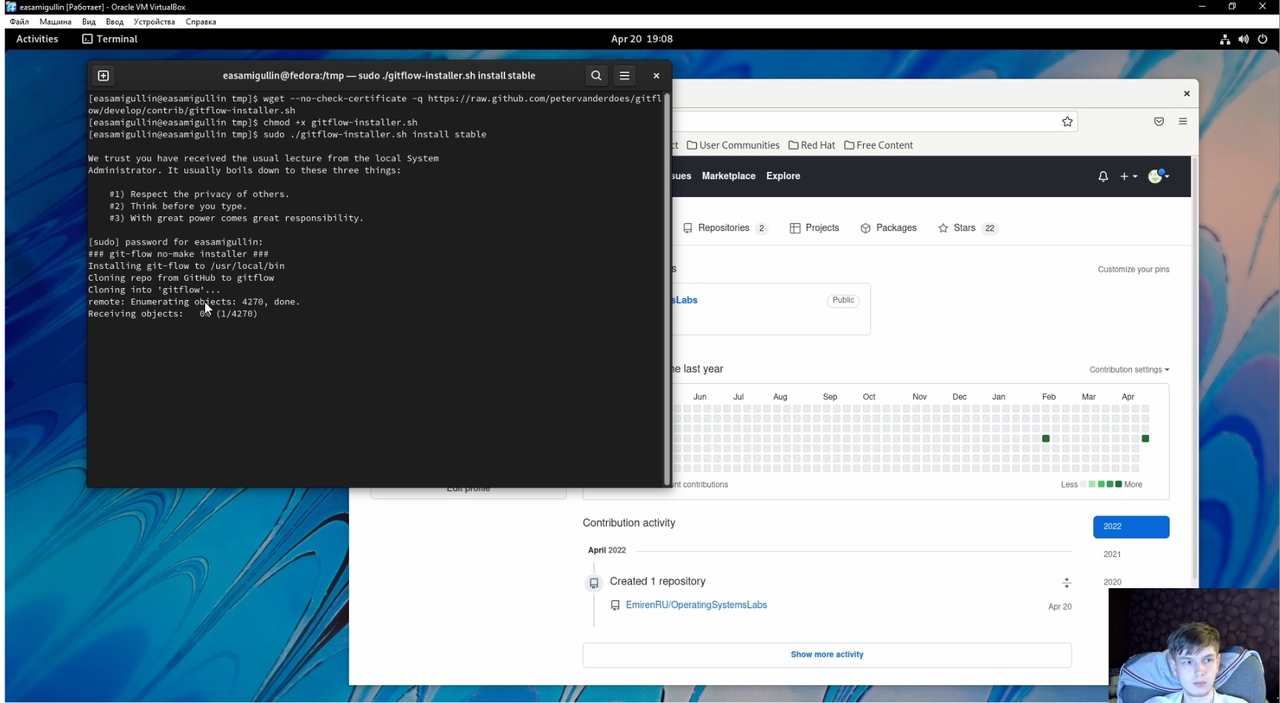 easamigullin [Работает] - Oracle VM VirtualBox
Файл Машина Вид Ввод Устройства Справка
Activities Terminal Apr 20 19:08
easamigullin@fedora:/tmp — sudo ./gitflow-installer.sh install stable
[easamigullin@easamigullin tmp]$ wget --no-check-certificate -q https://raw.github.com/petervanderdoes/gitfl
ow/develop/contrib/gitflow-installer.sh
[easamigullin@easamigullin tmp]$ chmod +x gitflow-installer.sh
[easamigullin@easamigullin tmp]$ sudo ./gitflow-installer.sh install stable
We trust you have received the usual lecture from the local System
Administrator. It usually boils down to these three things:
#1) Respect the privacy of others.
#2) Think before you type.
#3) With great power comes great responsibility.
[sudo] password for easamigullin:
### git-flow no-make installer ###
Installing git-flow to /usr/local/bin
Cloning repo from GitHub to gitflow
Cloning into 'gitflow'...
remote: Enumerating objects: 4270, done.
Receiving objects: 0% (1/4270)
User Communities Red Hat Free Content
sues Marketplace Explore
Repositories 2 Projects Packages Stars 22
s Customize your pins
sLabs Public
he last year Contribution settings
Jun Jul Aug Sep Oct Nov Dec Jan Feb Mar Apr
unt contributions Less More
Edit profile
Contribution activity 2022
April 2022 2021
Created 1 repository 2020
EmirenRU/OperatingSystemsLabs Apr 20
Show more activity